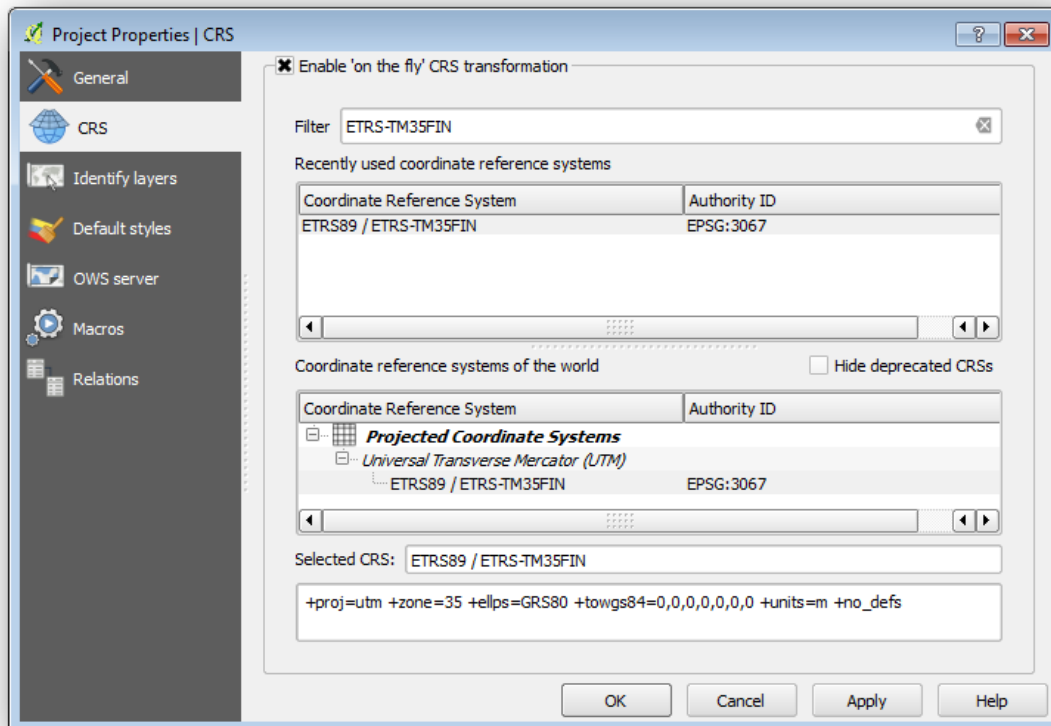 Project Properties | CRS
?
General
CRS
Identify layers
Default styles
OWS server
Macros
Relations
Enable 'on the fly' CRS transformation
Filter ETRS-TM35FIN
Recently used coordinate reference systems
Coordinate Reference System Authority ID
ETRS89 / ETRS-TM35FIN EPSG:3067
Coordinate reference systems of the world Hide deprecated CRSs
Coordinate Reference System Authority ID
Projected Coordinate Systems
Universal Transverse Mercator (UTM)
ETRS89 / ETRS-TM35FIN EPSG:3067
Selected CRS: ETRS89 / ETRS-TM35FIN
+proj=utm +zone=35 +ellps=GRS80 +towgs84=0,0,0,0,0,0,0 +units=m +no_defs
OK Cancel Apply Help